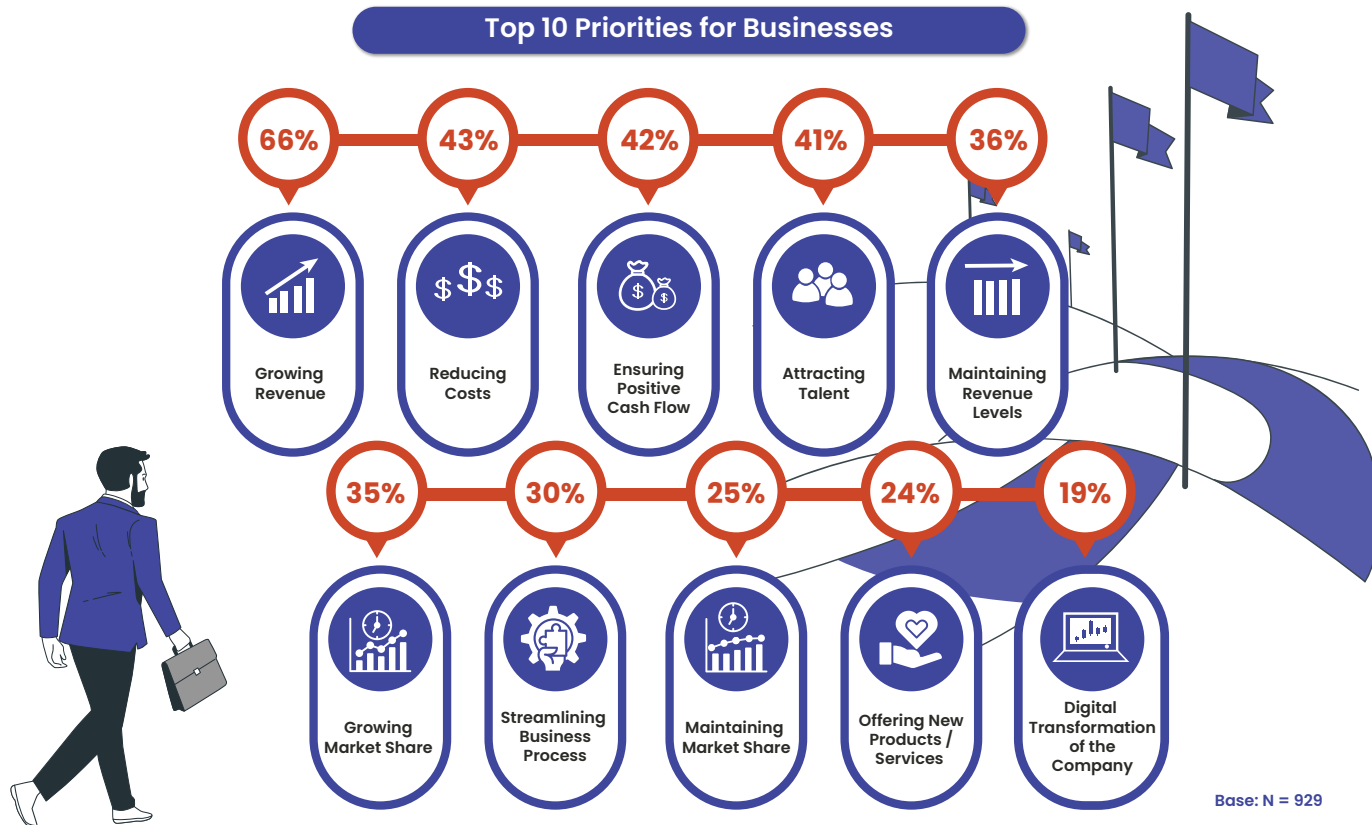 Top 10 Priorities for Businesses
66%
43%
42%
41%
36%
$ $ $
$ $
Growing
Revenue
Reducing
Costs
Ensuring
Positive
Cash Flow
Attracting
Talent
Maintaining
Revenue
Levels
35%
30%
25%
24%
19%
Growing
Market Share
Streamlining
Business
Process
Maintaining
Market Share
Offering New
Products /
Services
Digital
Transformation
of the
Company
Base: N = 929